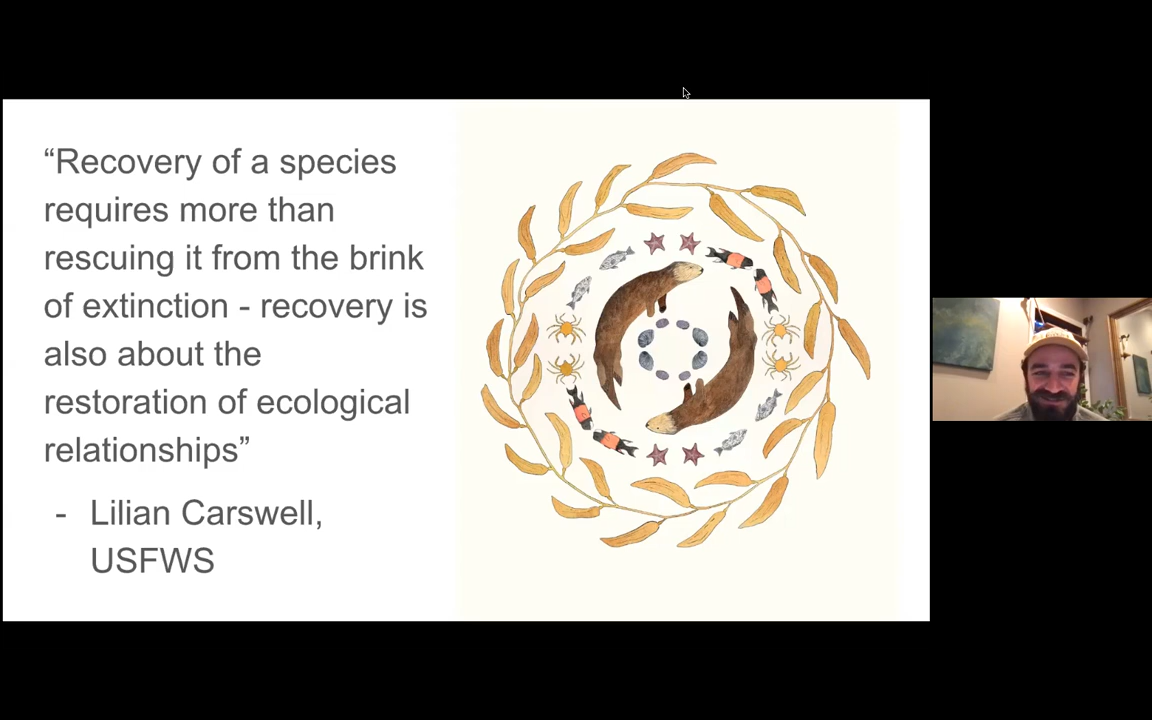 “Recovery of a species
requires more than
rescuing it from the brink
of extinction - recovery is
also about the
restoration of ecological
relationships”
- Lilian Carswell,
USFWS